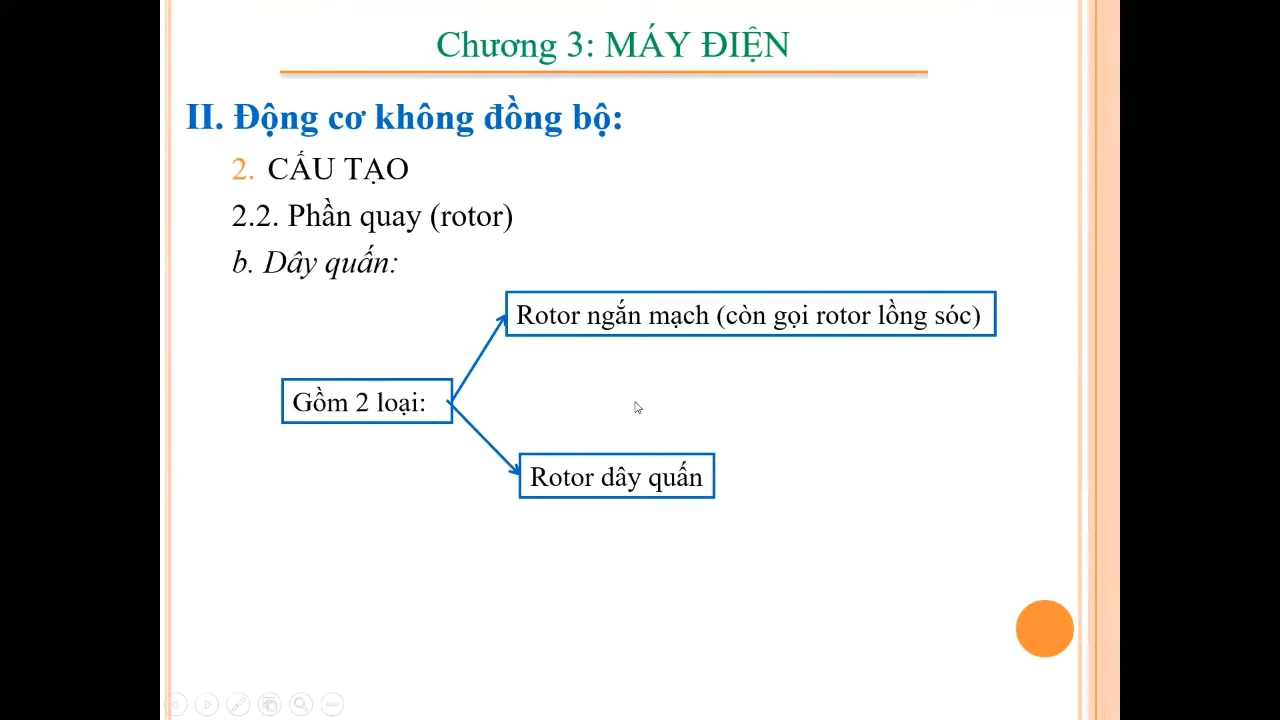 Chương 3: MÁY ĐIỆN
II. Động cơ không đồng bộ:
2. CẤU TẠO
2.2. Phần quay (rotor)
b. Dây quấn:
Rotor ngắn mạch (còn gọi rotor lồng sóc)
Gồm 2 loại:
Rotor dây quấn